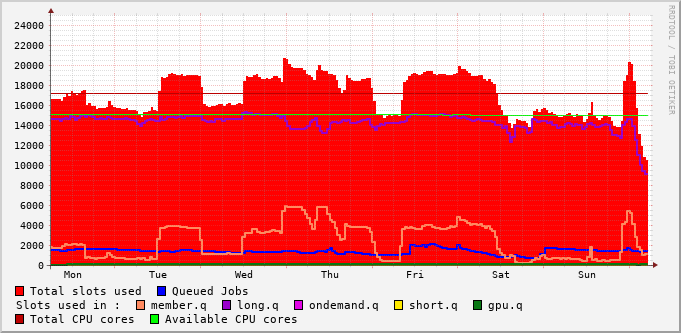 RRDTOOL / TOBI OETIKER
24000
22000
20000
18000
16000
14000
12000
10000
8000
6000
4000
2000
0
Mon Tue Wed Thu Fri Sat Sun
Total slots used Queued Jobs
Slots used in : member.q long.q ondemand.q short.q gpu.q
Total CPU cores Available CPU cores